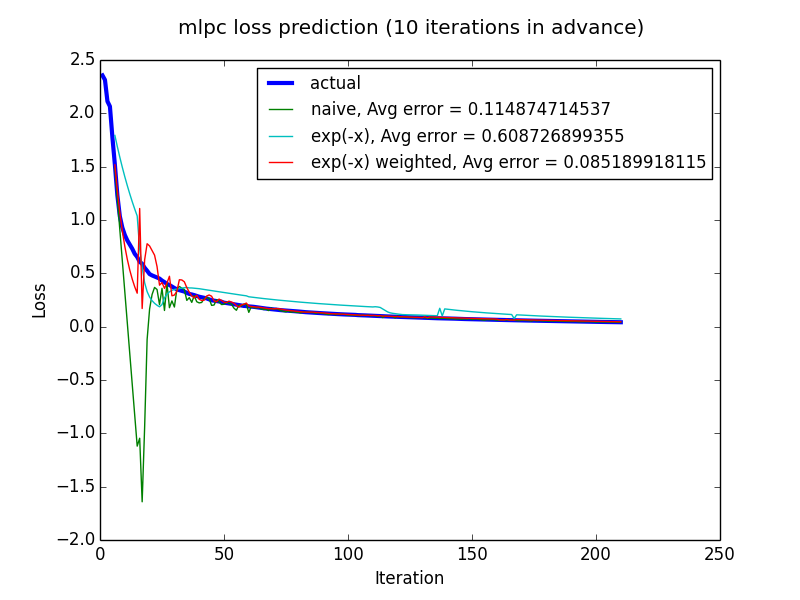 mlpc loss prediction (10 iterations in advance)
actual
naive, Avg error = 0.114874714537
exp(-x), Avg error = 0.608726899355
exp(-x) weighted, Avg error = 0.085189918115
2.5
2.0
1.5
1.0
0.5
0.0
−0.5
−1.0
−1.5
−2.0
Loss
0 50 100 150 200 250
Iteration